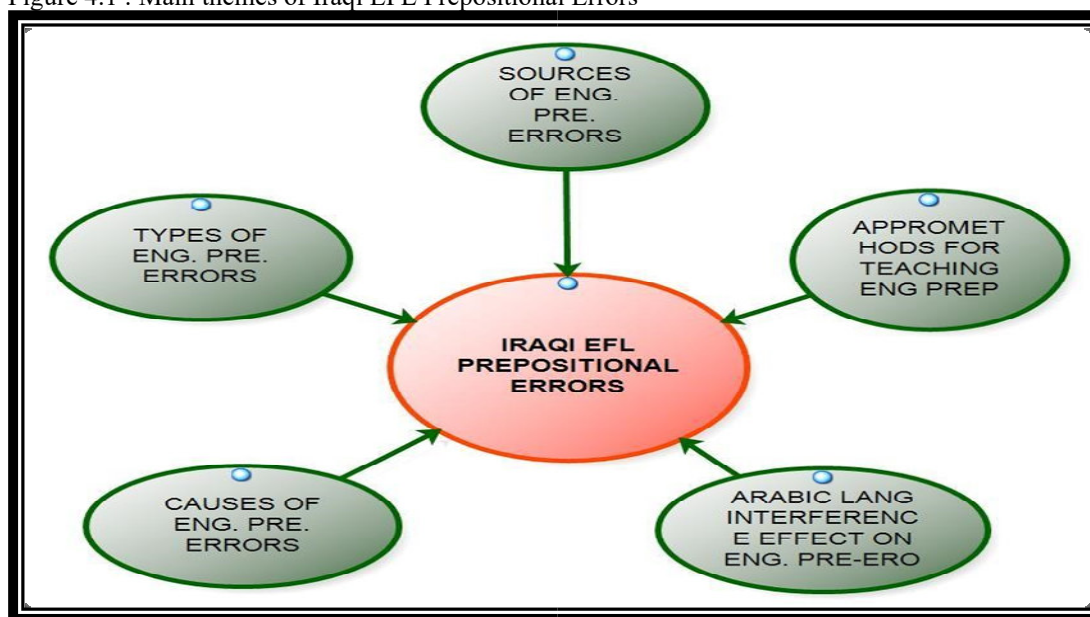 Figure 4.1 : Main themes of Iraqi EFL Prepositional Errors
SOURCES
OF ENG.
PRE.
ERRORS
TYPES OF
ENG. PRE.
ERRORS
APPROMET
HODS FOR
TEACHING
ENG PREP
IRAQI EFL
PREPOSITIONAL
ERRORS
CAUSES OF
ENG. PRE.
ERRORS
ARABIC LANG
INTERFERENC
E EFFECT ON
ENG. PRE-ERO